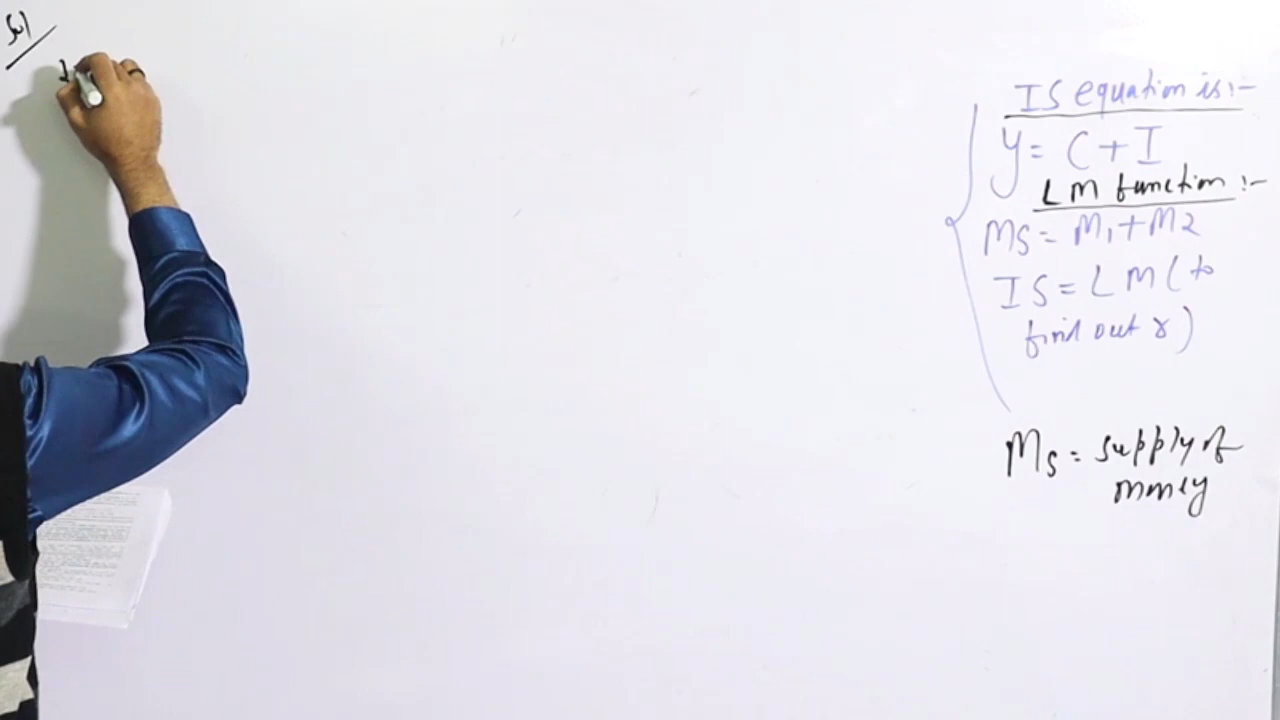 Sol
IS equation is:-
Y = C + I
LM function :-
MS = M1 + M2
IS = LM (to
find out r)
Ms = supply of
money